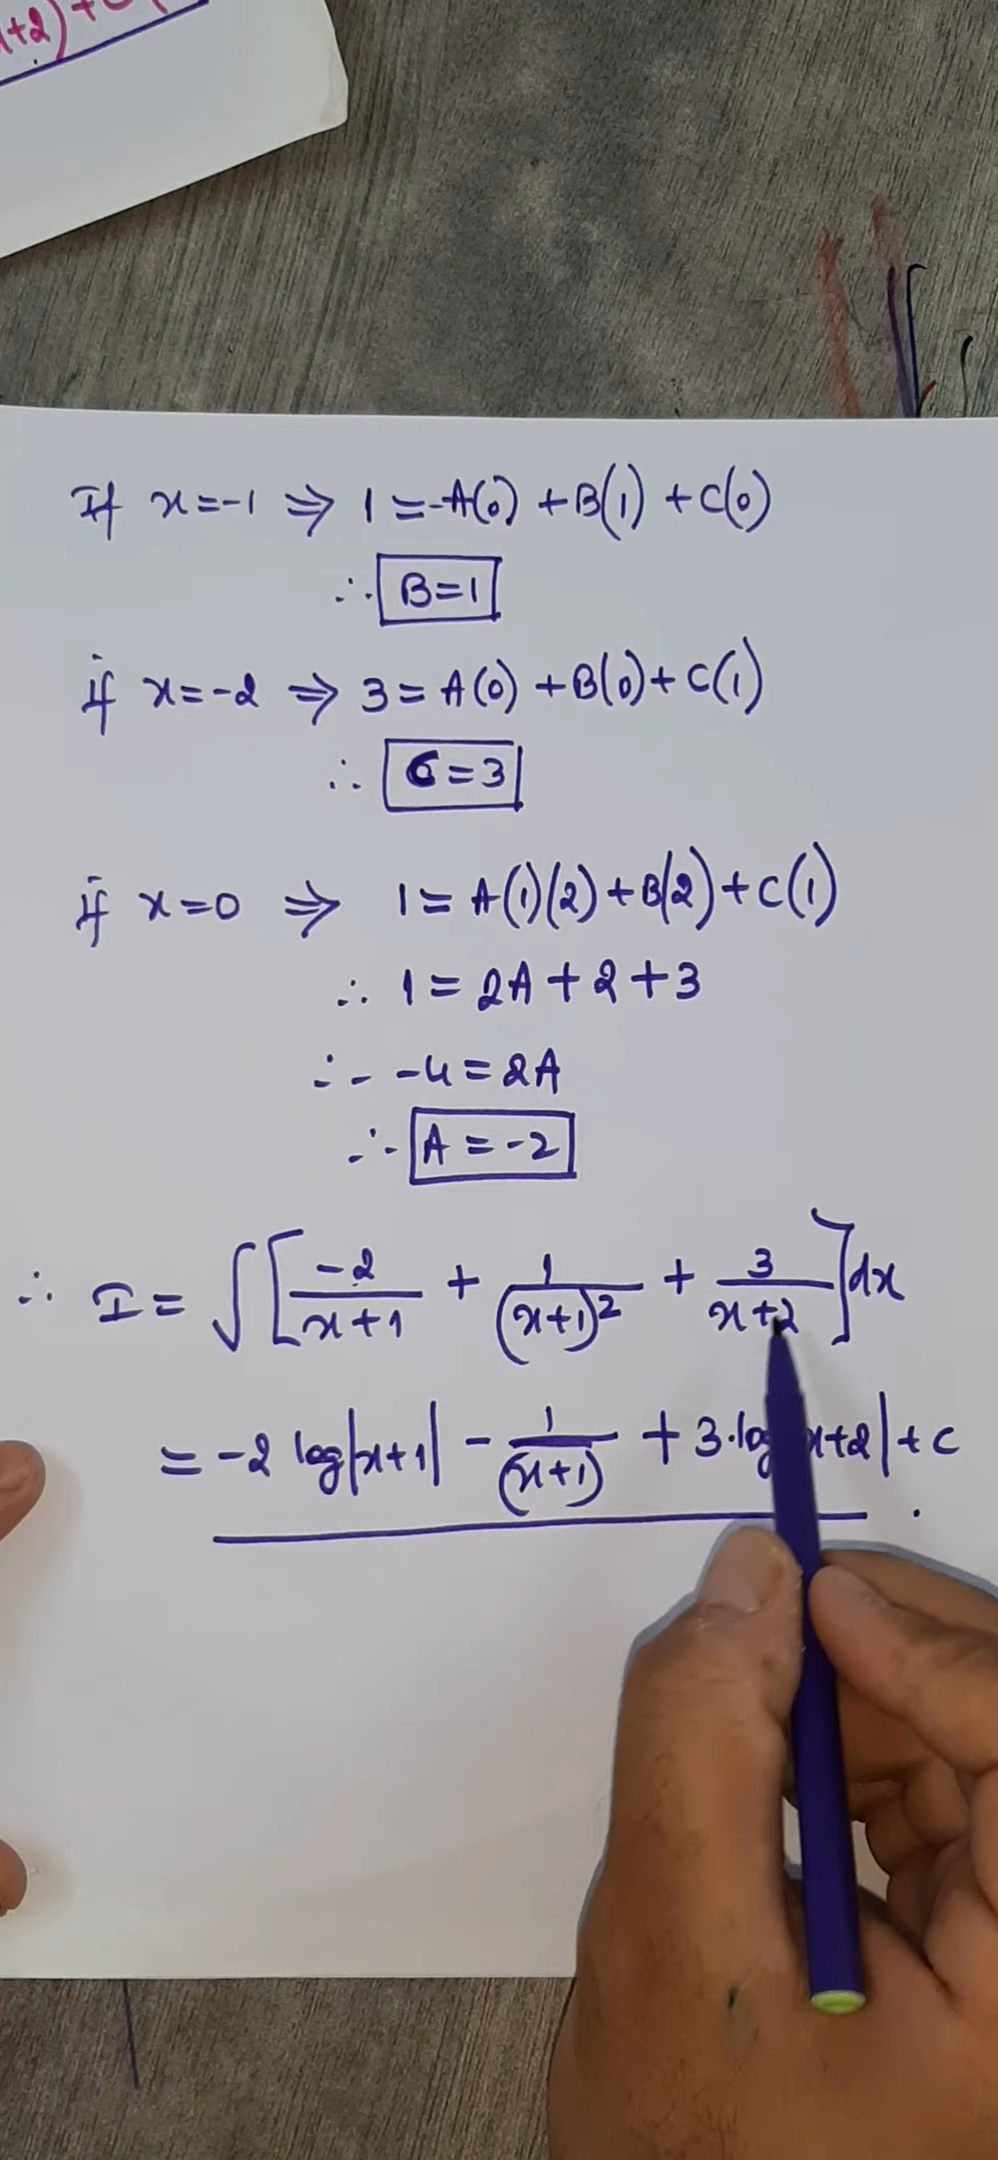 x+2)+C
If x=-1 ⇒ 1=-A(0)+B(1)+C(0)
∴ B=1
if x=-2 ⇒ 3=A(0)+B(0)+C(1)
∴ C=3
if x=0 ⇒ 1=A(1)(2)+B(2)+C(1)
∴ 1=2A+2+3
∴ -4=2A
∴ A=-2
∴ I=∫[-2/(x+1) + 1/(x+1)² + 3/(x+2)]dx
=-2 log|x+1| - 1/(x+1) + 3·log x+2|+c.